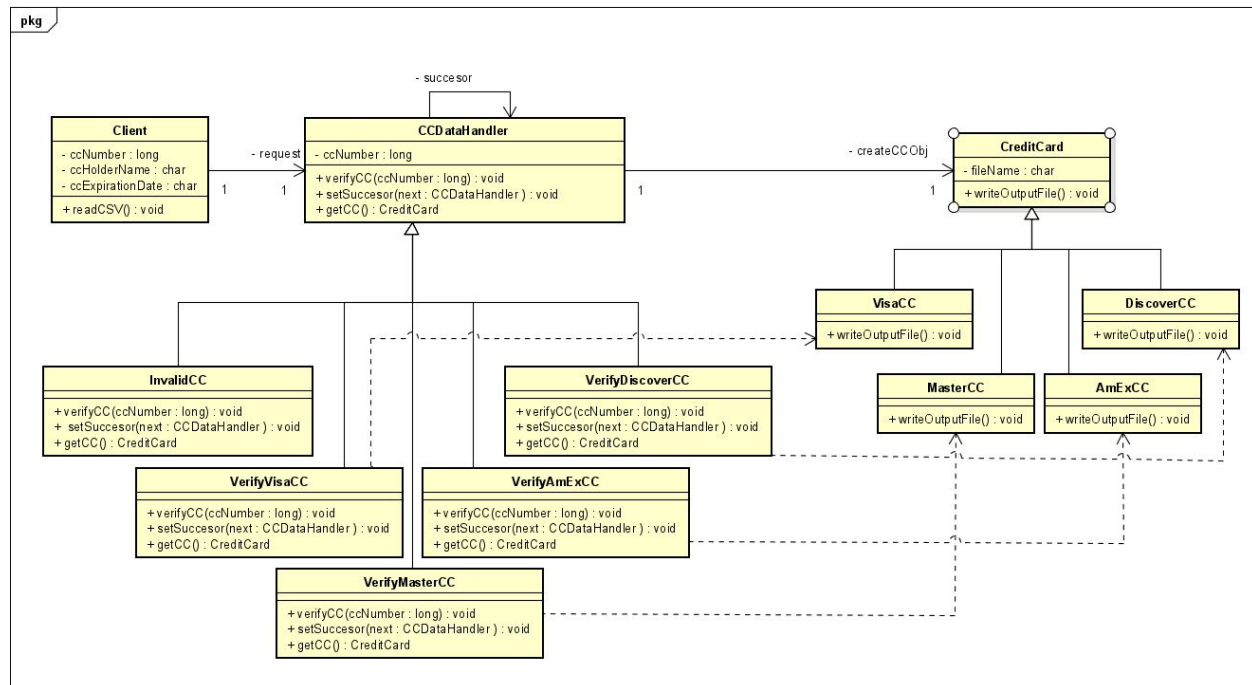 pkg
- succesor
Client
- ccNumber : long
- ccHolderName : char
- ccExpirationDate : char
+ readCSV() : void
- request
1
1
CCDataHandler
- ccNumber : long
+ verifyCC(ccNumber : long) : void
+ setSuccesor(next : CCDataHandler ) : void
+ getCC() : CreditCard
- createCCObj
1
1
CreditCard
- fileName : char
+ writeOutputFile() : void
VisaCC
+ writeOutputFile() : void
DiscoverCC
+ writeOutputFile() : void
MasterCC
+ writeOutputFile() : void
AmExCC
+ writeOutputFile() : void
InvalidCC
+ verifyCC(ccNumber : long) : void
+ setSuccesor(next : CCDataHandler ) : void
+ getCC() : CreditCard
VerifyDiscoverCC
+ verifyCC(ccNumber : long) : void
+ setSuccesor(next : CCDataHandler ) : void
+ getCC() : CreditCard
VerifyVisaCC
+ verifyCC(ccNumber : long) : void
+ setSuccesor(next : CCDataHandler ) : void
+ getCC() : CreditCard
VerifyAmExCC
+ verifyCC(ccNumber : long) : void
+ setSuccesor(next : CCDataHandler ) : void
+ getCC() : CreditCard
VerifyMasterCC
+ verifyCC(ccNumber : long) : void
+ setSuccesor(next : CCDataHandler ) : void
+ getCC() : CreditCard